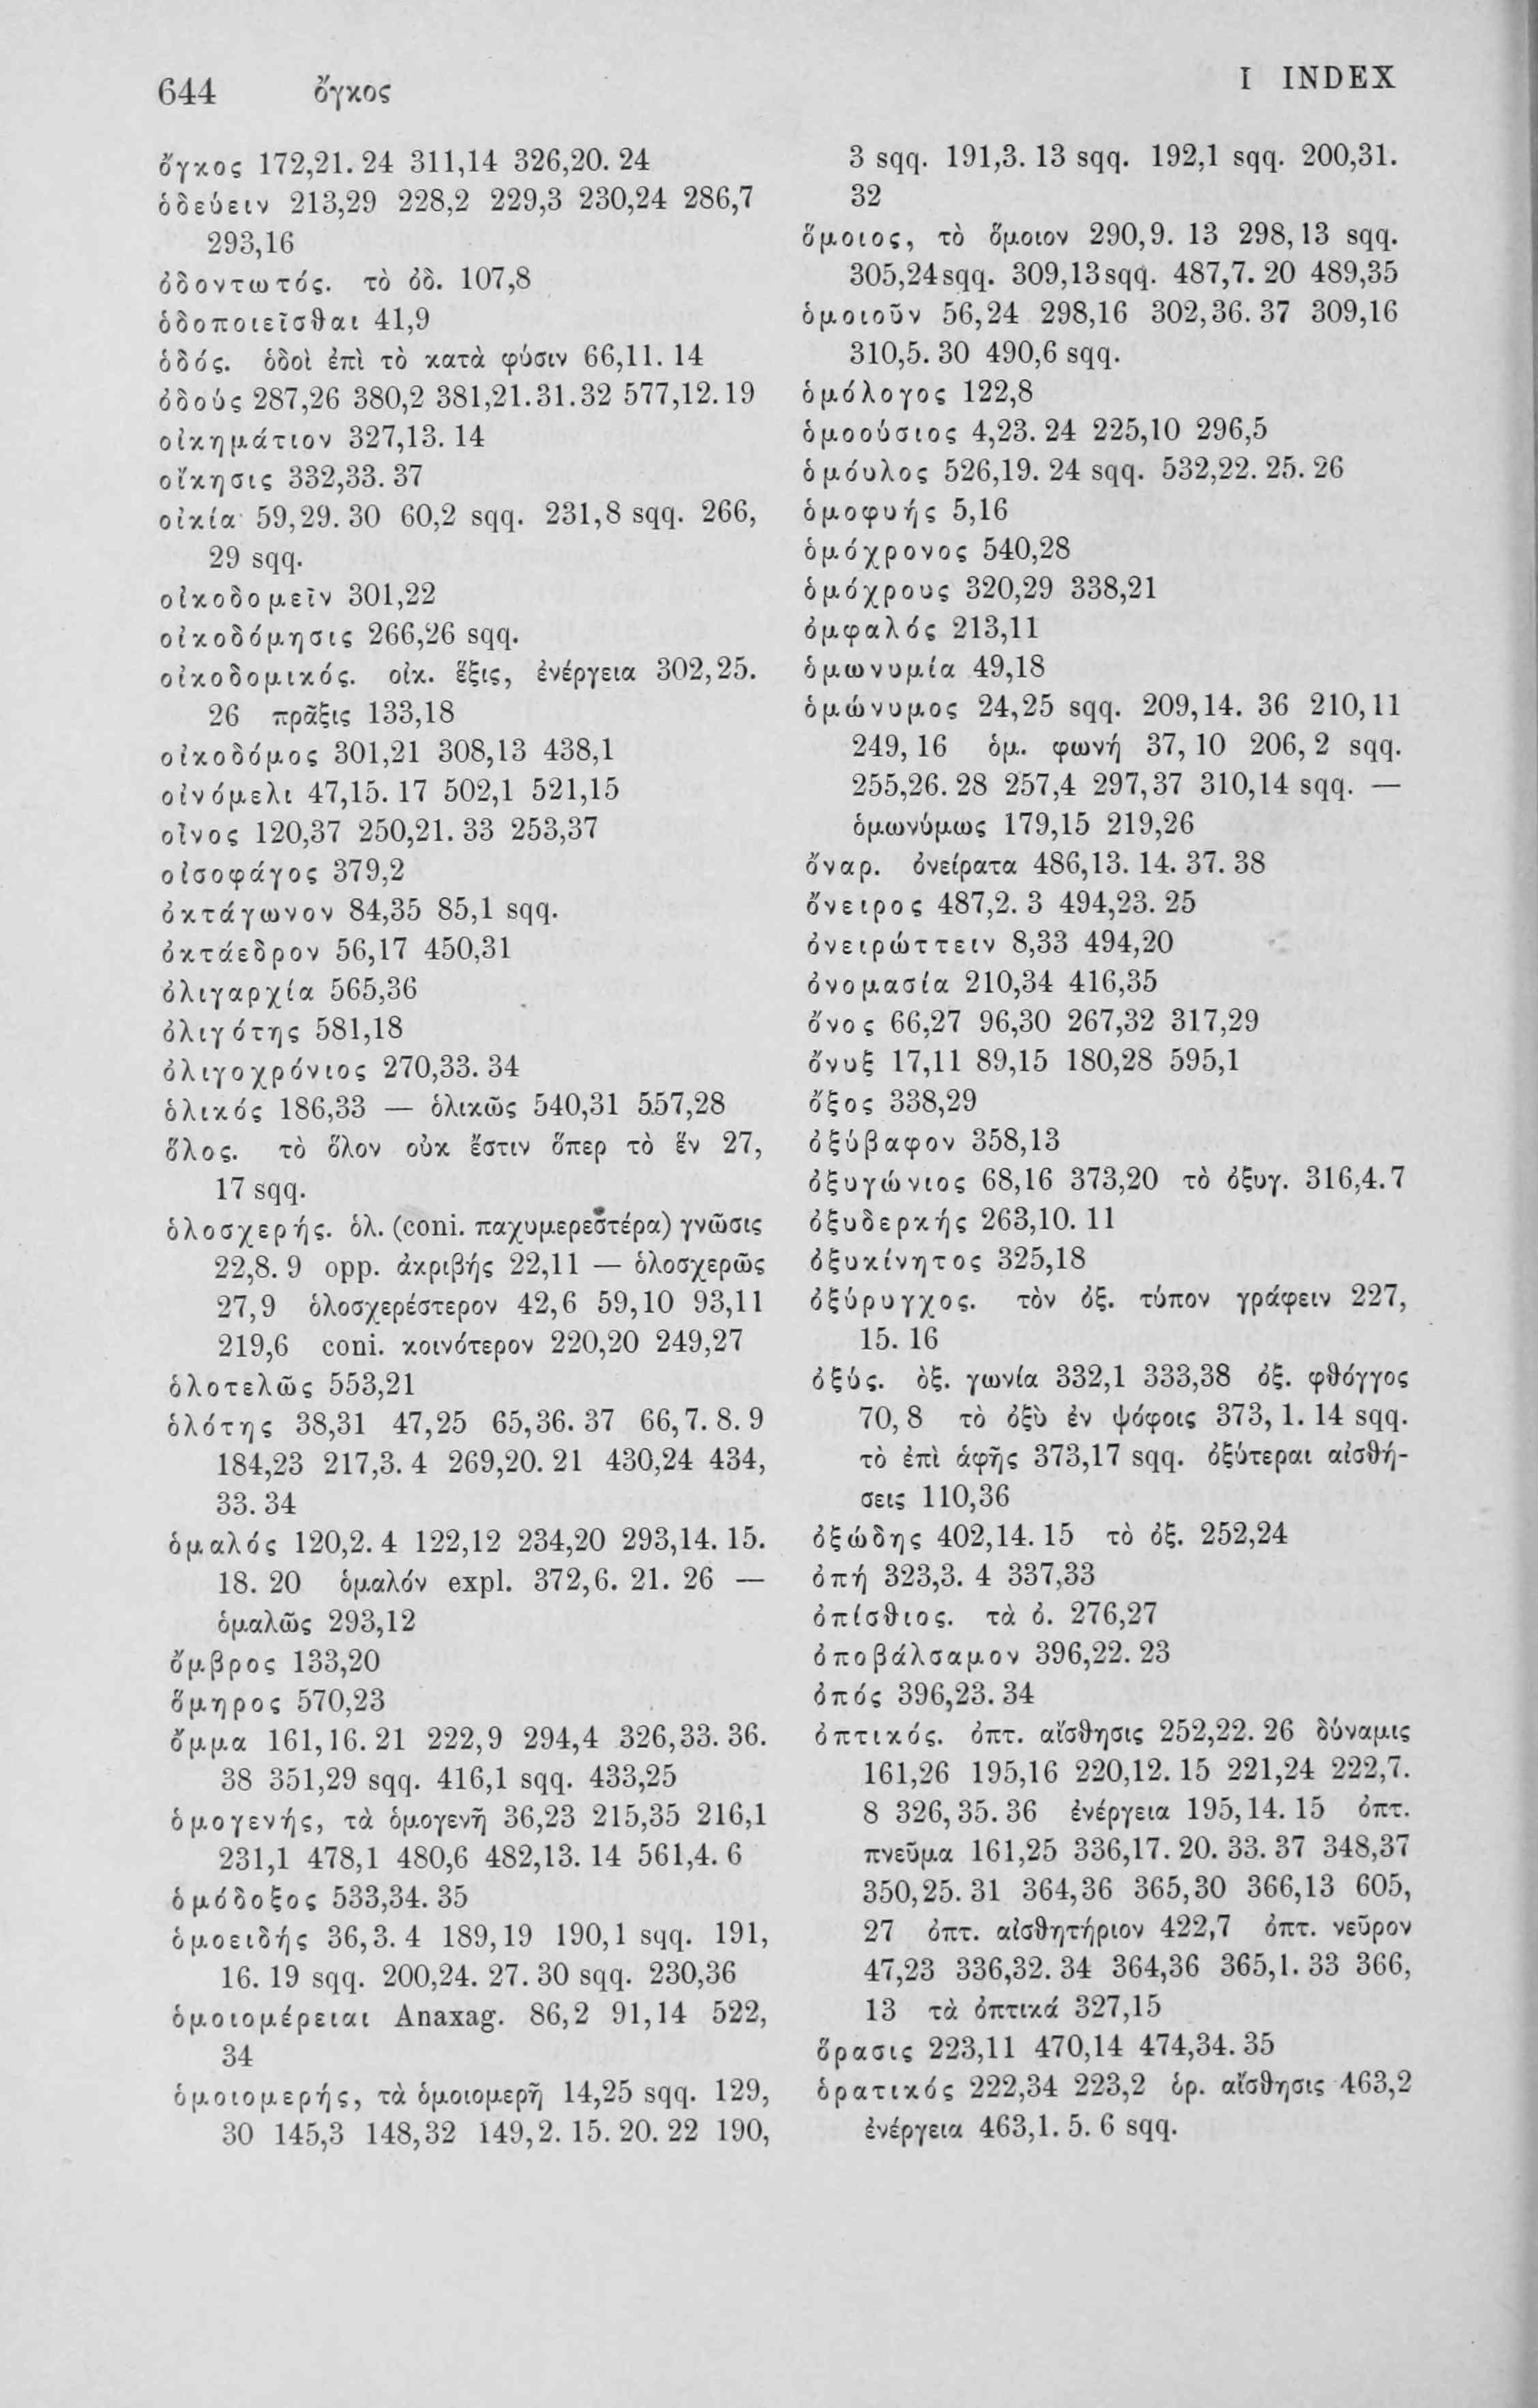 644 ὄγκος I INDEX
ὄγκος 172,21. 24 311,14 326,20. 24
ὁδεύειν 213,29 228,2 229,3 230,24 286,7
293,16
ὀδοντωτός. τὸ ὀδ. 107,8
ὁδοποιεῖσθαι 41,9
ὁδός. ὁδοὶ ἐπὶ τὸ κατὰ φύσιν 66,11. 14
ὀδούς 287,26 380,2 381,21.31.32 577,12.19
οἰκημάτιον 327,13. 14
οἴκησις 332,33. 37
οἰκία 59,29. 30 60,2 sqq. 231,8 sqq. 266,
29 sqq.
οἰκοδομεῖν 301,22
οἰκοδόμησις 266,26 sqq.
οἰκοδομικός. οἰκ. ἕξις, ἐνέργεια 302,25.
26 πρᾶξις 133,18
οἰκοδόμος 301,21 308,13 438,1
οἰνόμελι 47,15. 17 502,1 521,15
οἶνος 120,37 250,21. 33 253,37
οἰσοφάγος 379,2
ὀκτάγωνον 84,35 85,1 sqq.
ὀκτάεδρον 56,17 450,31
ὀλιγαρχία 565,36
ὀλιγότης 581,18
ὀλιγοχρόνιος 270,33. 34
ὁλικός 186,33 — ὁλικῶς 540,31 557,28
ὅλος. τὸ ὅλον οὐκ ἔστιν ὅπερ τὸ ἕν 27,
17 sqq.
ὁλοσχερής. ὁλ. (coni. παχυμερεστέρα) γνῶσις
22,8. 9 opp. ἀκριβής 22,11 — ὁλοσχερῶς
27,9 ὁλοσχερέστερον 42,6 59,10 93,11
219,6 coni. κοινότερον 220,20 249,27
ὁλοτελῶς 553,21
ὁλότης 38,31 47,25 65,36. 37 66,7. 8. 9
184,23 217,3. 4 269,20. 21 430,24 434,
33. 34
ὁμαλός 120,2. 4 122,12 234,20 293,14. 15.
18. 20 ὁμαλόν expl. 372,6. 21. 26 —
ὁμαλῶς 293,12
ὄμβρος 133,20
ὅμηρος 570,23
ὄμμα 161,16. 21 222,9 294,4 326,33. 36.
38 351,29 sqq. 416,1 sqq. 433,25
ὁμογενής, τὰ ὁμογενῆ 36,23 215,35 216,1
231,1 478,1 480,6 482,13. 14 561,4. 6
ὁμόδοξος 533,34. 35
ὁμοειδής 36,3. 4 189,19 190,1 sqq. 191,
16. 19 sqq. 200,24. 27. 30 sqq. 230,36
ὁμοιομέρειαι Anaxag. 86,2 91,14 522,
34
ὁμοιομερής, τὰ ὁμοιομερῆ 14,25 sqq. 129,
30 145,3 148,32 149,2. 15. 20. 22 190,
3 sqq. 191,3. 13 sqq. 192,1 sqq. 200,31.
32
ὅμοιος, τὸ ὅμοιον 290,9. 13 298,13 sqq.
305,24sqq. 309,13sqq. 487,7. 20 489,35
ὁμοιοῦν 56,24 298,16 302,36. 37 309,16
310,5. 30 490,6 sqq.
ὁμόλογος 122,8
ὁμοούσιος 4,23. 24 225,10 296,5
ὁμόυλος 526,19. 24 sqq. 532,22. 25. 26
ὁμοφυής 5,16
ὁμόχρονος 540,28
ὁμόχρους 320,29 338,21
ὀμφαλός 213,11
ὁμωνυμία 49,18
ὁμώνυμος 24,25 sqq. 209,14. 36 210,11
249,16 ὁμ. φωνή 37,10 206,2 sqq.
255,26. 28 257,4 297,37 310,14 sqq. —
ὁμωνύμως 179,15 219,26
ὄναρ. ὀνείρατα 486,13. 14. 37. 38
ὄνειρος 487,2. 3 494,23. 25
ὀνειρώττειν 8,33 494,20
ὀνομασία 210,34 416,35
ὄνος 66,27 96,30 267,32 317,29
ὄνυξ 17,11 89,15 180,28 595,1
ὄξος 338,29
ὀξύβαφον 358,13
ὀξυγώνιος 68,16 373,20 τὸ ὀξυγ. 316,4.7
ὀξυδερκής 263,10. 11
ὀξυκίνητος 325,18
ὀξύρυγχος. τὸν ὀξ. τύπον γράφειν 227,
15. 16
ὀξύς. ὀξ. γωνία 332,1 333,38 ὀξ. φθόγγος
70,8 τὸ ὀξὺ ἐν ψόφοις 373,1. 14 sqq.
τὸ ἐπὶ ἁφῆς 373,17 sqq. ὀξύτεραι αἰσθή-
σεις 110,36
ὀξώδης 402,14. 15 τὸ ὀξ. 252,24
ὀπή 323,3. 4 337,33
ὀπίσθιος. τὰ ὀ. 276,27
ὀποβάλσαμον 396,22. 23
ὀπός 396,23. 34
ὀπτικός. ὀπτ. αἴσθησις 252,22. 26 δύναμις
161,26 195,16 220,12. 15 221,24 222,7.
8 326,35. 36 ἐνέργεια 195,14. 15 ὀπτ.
πνεῦμα 161,25 336,17. 20. 33. 37 348,37
350,25. 31 364,36 365,30 366,13 605,
27 ὀπτ. αἰσθητήριον 422,7 ὀπτ. νεῦρον
47,23 336,32. 34 364,36 365,1. 33 366,
13 τὰ ὀπτικά 327,15
ὅρασις 223,11 470,14 474,34. 35
ὁρατικός 222,34 223,2 ὁρ. αἴσθησις 463,2
ἐνέργεια 463,1. 5. 6 sqq.